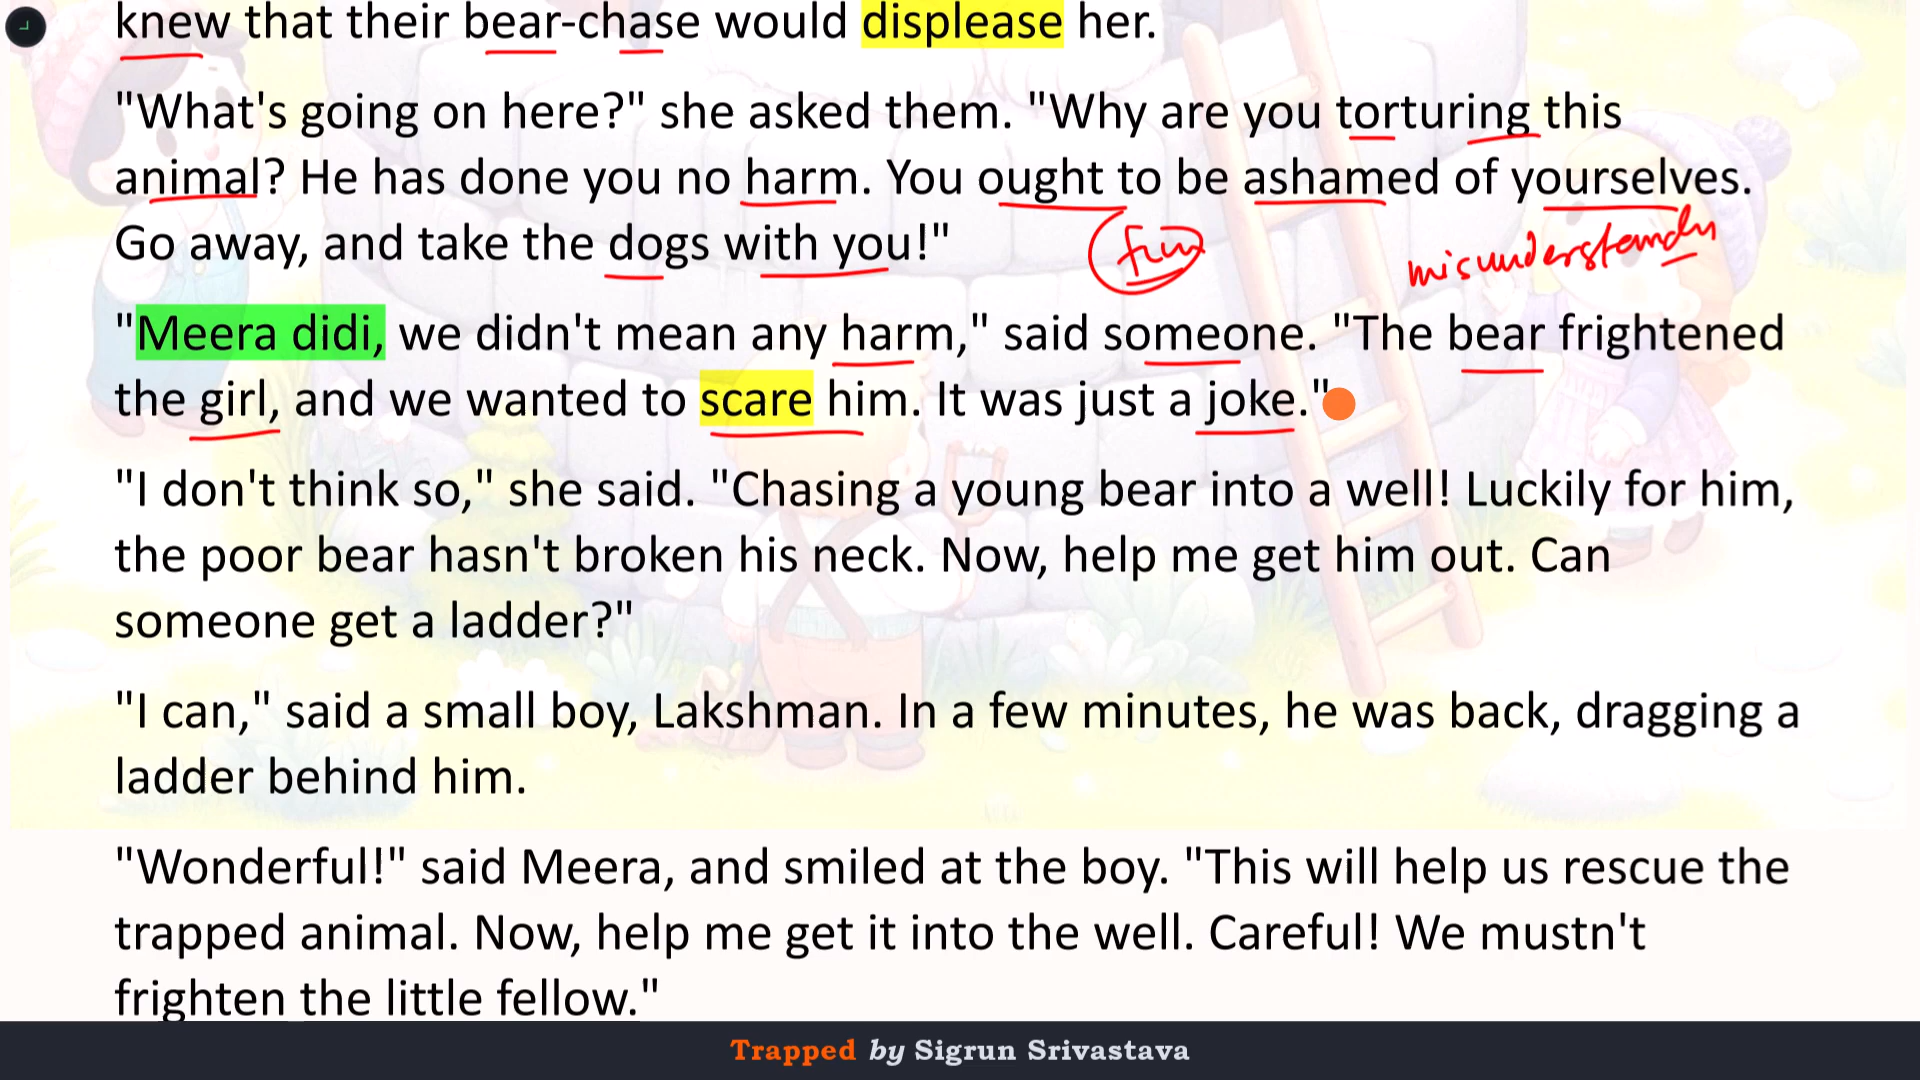 knew that their bear-chase would displease her.
"What's going on here?" she asked them. "Why are you torturing this
animal? He has done you no harm. You ought to be ashamed of yourselves.
Go away, and take the dogs with you!"
fun
"Meera didi, we didn't mean any harm," said someone. "The bear frightened
the girl, and we wanted to scare him. It was just a joke."
"I don't think so," she said. "Chasing a young bear into a well! Luckily for him,
the poor bear hasn't broken his neck. Now, help me get him out. Can
someone get a ladder?"
"I can," said a small boy, Lakshman. In a few minutes, he was back, dragging a
ladder behind him.
"Wonderful!" said Meera, and smiled at the boy. "This will help us rescue the
trapped animal. Now, help me get it into the well. Careful! We mustn't
frighten the little fellow."
Trapped by Sigrun Srivastava